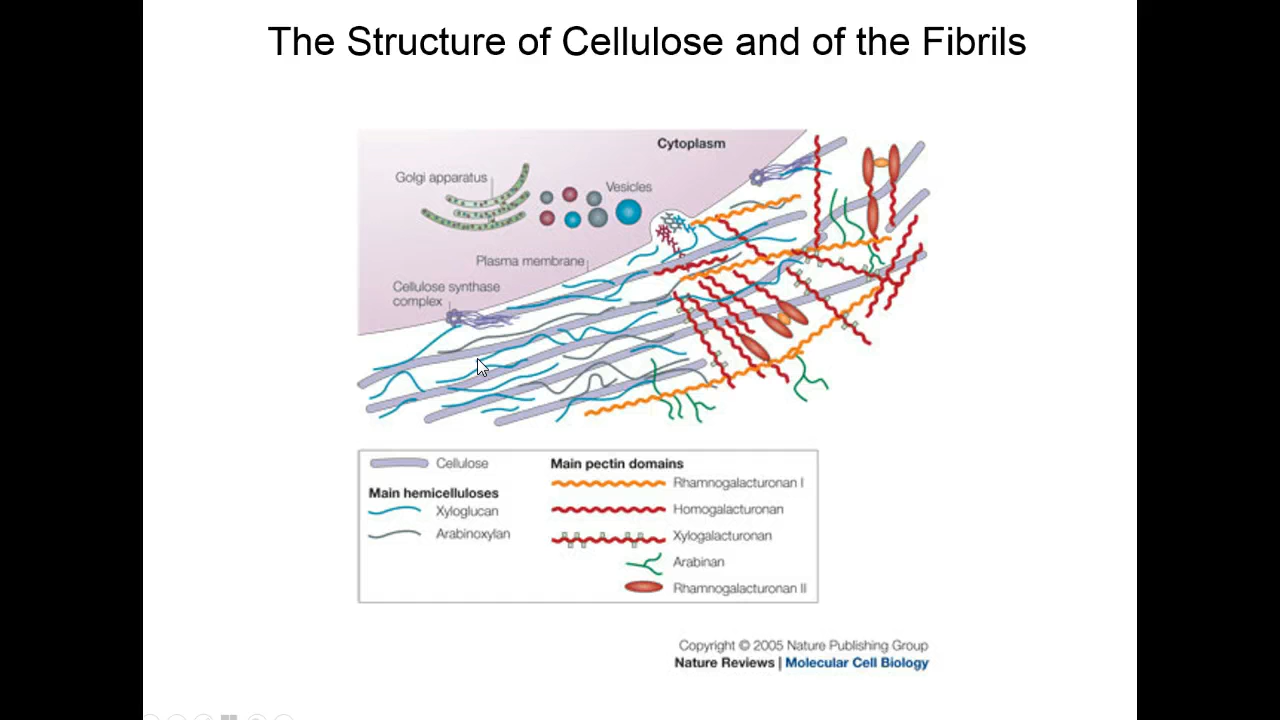 The Structure of Cellulose and of the Fibrils
Cytoplasm
Golgi apparatus
Vesicles
Plasma membrane
Cellulose synthase
complex
Cellulose
Main hemicelluloses
Xyloglucan
Arabinoxylan
Main pectin domains
Rhamnogalacturonan I
Homogalacturonan
Xylogalacturonan
Arabinan
Rhamnogalacturonan II
Copyright © 2005 Nature Publishing Group
Nature Reviews | Molecular Cell Biology